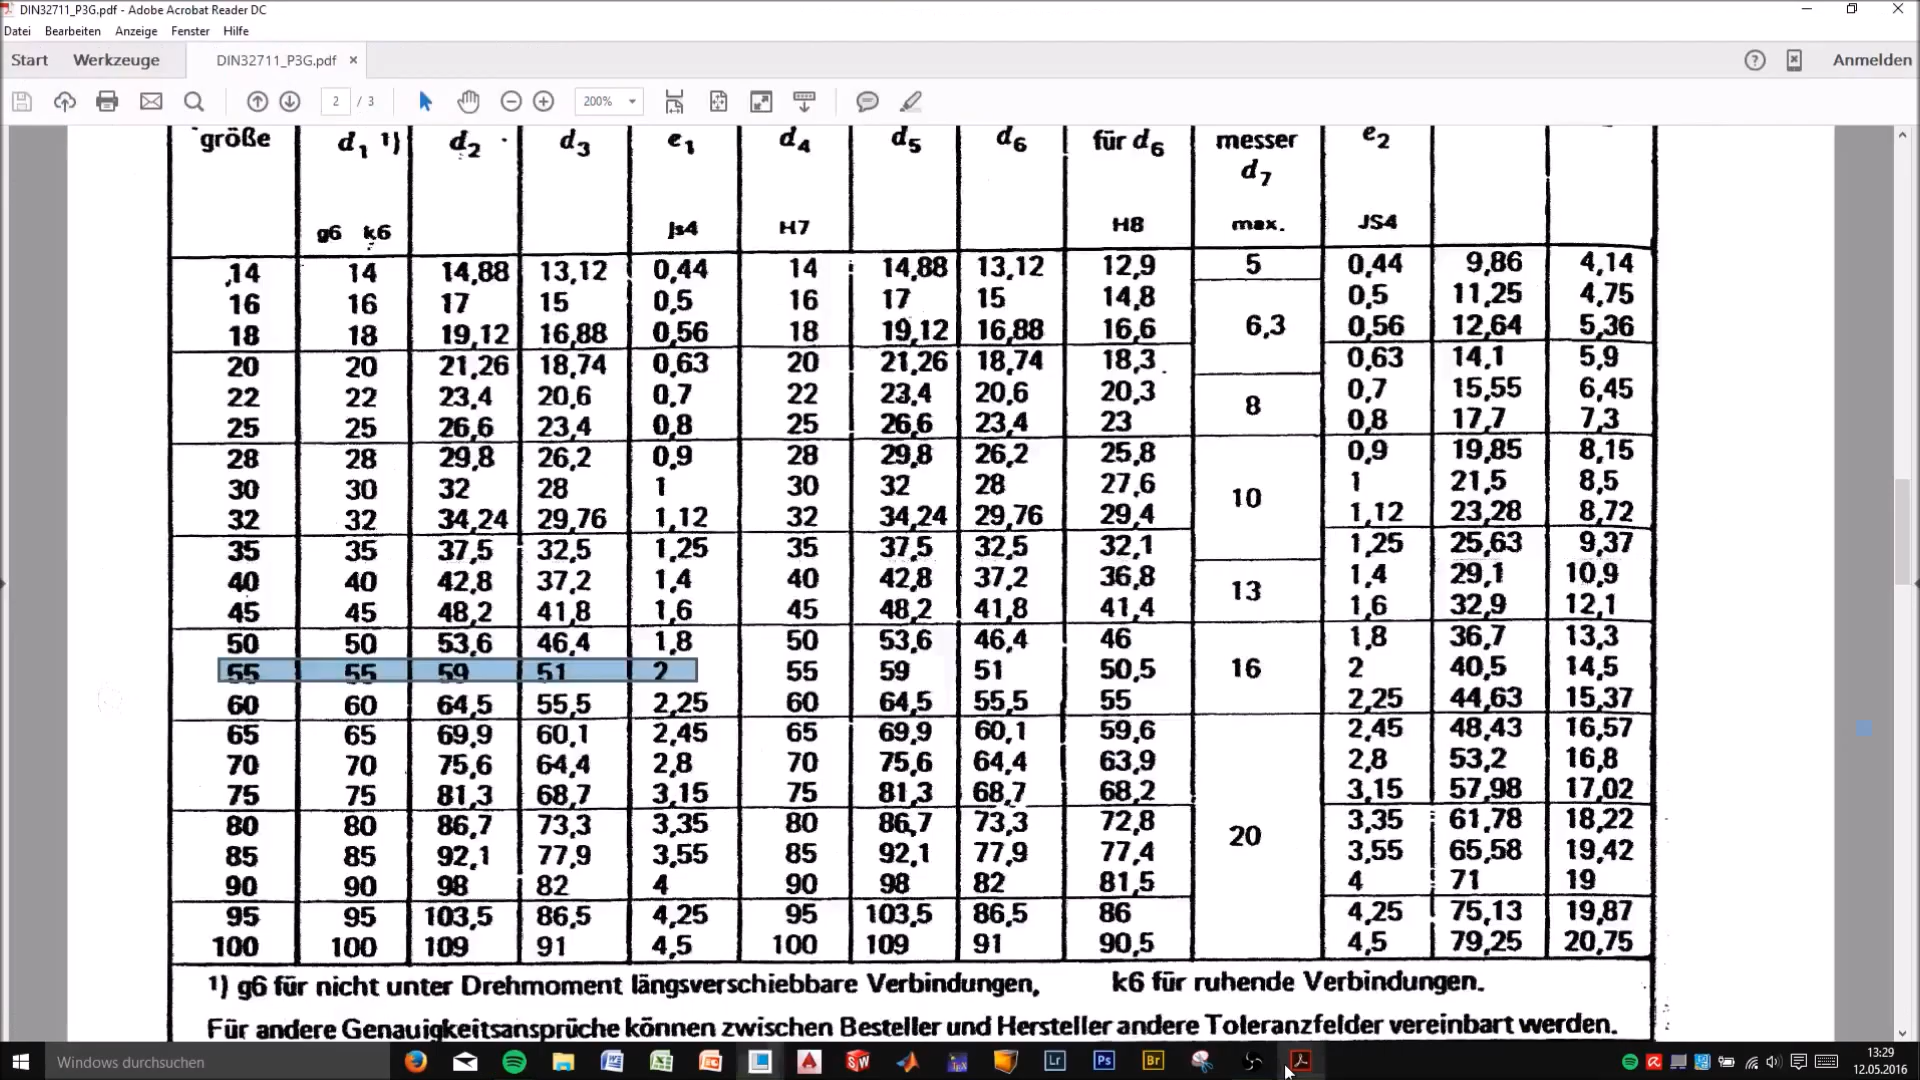 DIN32711_P3G.pdf - Adobe Acrobat Reader DC
Datei Bearbeiten Anzeige Fenster Hilfe
Start Werkzeuge DIN32711_P3G.pdf × Anmelden
2 / 3 200%
größe d1 1) d2 d3 e1 d4 d5 d6 für d6 messer e2
d7
g6 k6 js4 H7 H8 max. JS4
14 14 14,88 13,12 0,44 14 14,88 13,12 12,9 5 0,44 9,86 4,14
16 16 17 15 0,5 16 17 15 14,8 0,5 11,25 4,75
18 18 19,12 16,88 0,56 18 19,12 16,88 16,6 6,3 0,56 12,64 5,36
20 20 21,26 18,74 0,63 20 21,26 18,74 18,3 0,63 14,1 5,9
22 22 23,4 20,6 0,7 22 23,4 20,6 20,3 8 0,7 15,55 6,45
25 25 26,6 23,4 0,8 25 26,6 23,4 23 0,8 17,7 7,3
28 28 29,8 26,2 0,9 28 29,8 26,2 25,8 0,9 19,85 8,15
30 30 32 28 1 30 32 28 27,6 10 1 21,5 8,5
32 32 34,24 29,76 1,12 32 34,24 29,76 29,4 1,12 23,28 8,72
35 35 37,5 32,5 1,25 35 37,5 32,5 32,1 1,25 25,63 9,37
40 40 42,8 37,2 1,4 40 42,8 37,2 36,8 13 1,4 29,1 10,9
45 45 48,2 41,8 1,6 45 48,2 41,8 41,4 1,6 32,9 12,1
50 50 53,6 46,4 1,8 50 53,6 46,4 46 1,8 36,7 13,3
55 55 59 51 2 55 59 51 50,5 16 2 40,5 14,5
60 60 64,5 55,5 2,25 60 64,5 55,5 55 2,25 44,63 15,37
65 65 69,9 60,1 2,45 65 69,9 60,1 59,6 2,45 48,43 16,57
70 70 75,6 64,4 2,8 70 75,6 64,4 63,9 2,8 53,2 16,8
75 75 81,3 68,7 3,15 75 81,3 68,7 68,2 3,15 57,98 17,02
80 80 86,7 73,3 3,35 80 86,7 73,3 72,8 20 3,35 61,78 18,22
85 85 92,1 77,9 3,55 85 92,1 77,9 77,4 3,55 65,58 19,42
90 90 98 82 4 90 98 82 81,5 4 71 19
95 95 103,5 86,5 4,25 95 103,5 86,5 86 4,25 75,13 19,87
100 100 109 91 4,5 100 109 91 90,5 4,5 79,25 20,75
1) g6 für nicht unter Drehmoment längsverschiebbare Verbindungen, k6 für ruhende Verbindungen.
Für andere Genauigkeitsansprüche können zwischen Besteller und Hersteller andere Toleranzfelder vereinbart werden.
Windows durchsuchen
Lr Ps Br
13:29
12.05.2016